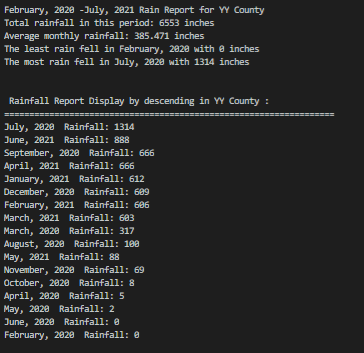 February, 2020 -July, 2021 Rain Report for YY County
Total rainfall in this period: 6553 inches
Average monthly rainfall: 385.471 inches
The least rain fell in February, 2020 with 0 inches
The most rain fell in July, 2020 with 1314 inches
Rainfall Report Display by descending in YY County :
==================================================================
July, 2020 Rainfall: 1314
June, 2021 Rainfall: 888
September, 2020 Rainfall: 666
April, 2021 Rainfall: 666
January, 2021 Rainfall: 612
December, 2020 Rainfall: 609
February, 2021 Rainfall: 606
March, 2021 Rainfall: 603
March, 2020 Rainfall: 317
August, 2020 Rainfall: 100
May, 2021 Rainfall: 88
November, 2020 Rainfall: 69
October, 2020 Rainfall: 8
April, 2020 Rainfall: 5
May, 2020 Rainfall: 2
June, 2020 Rainfall: 0
February, 2020 Rainfall: 0